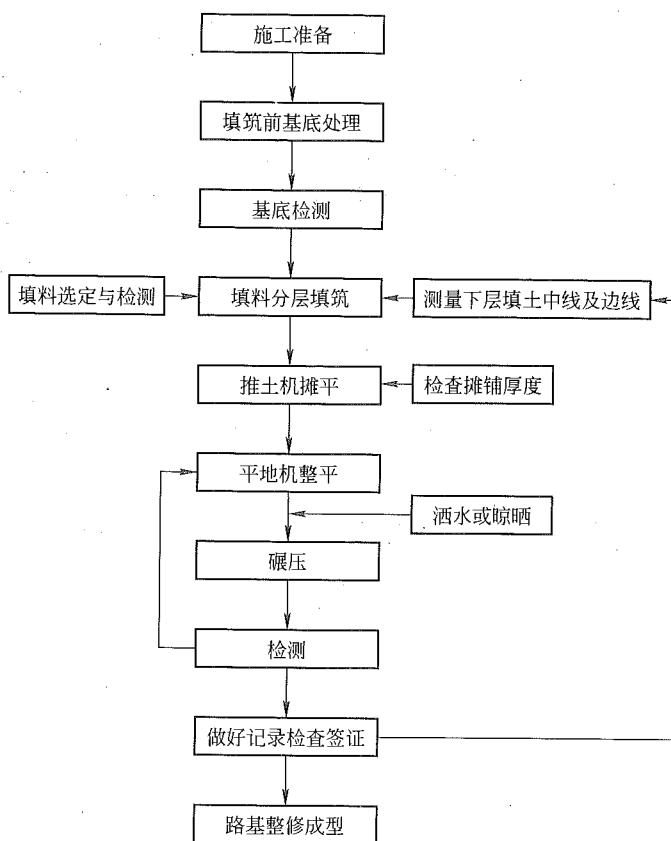 施工准备
填筑前基底处理
基底检测
填料选定与检测
填料分层填筑
测量下层填土中线及边线
推土机摊平
检查摊铺厚度
平地机整平
洒水或晾晒
碾压
检测
做好记录检查签证
路基整修成型